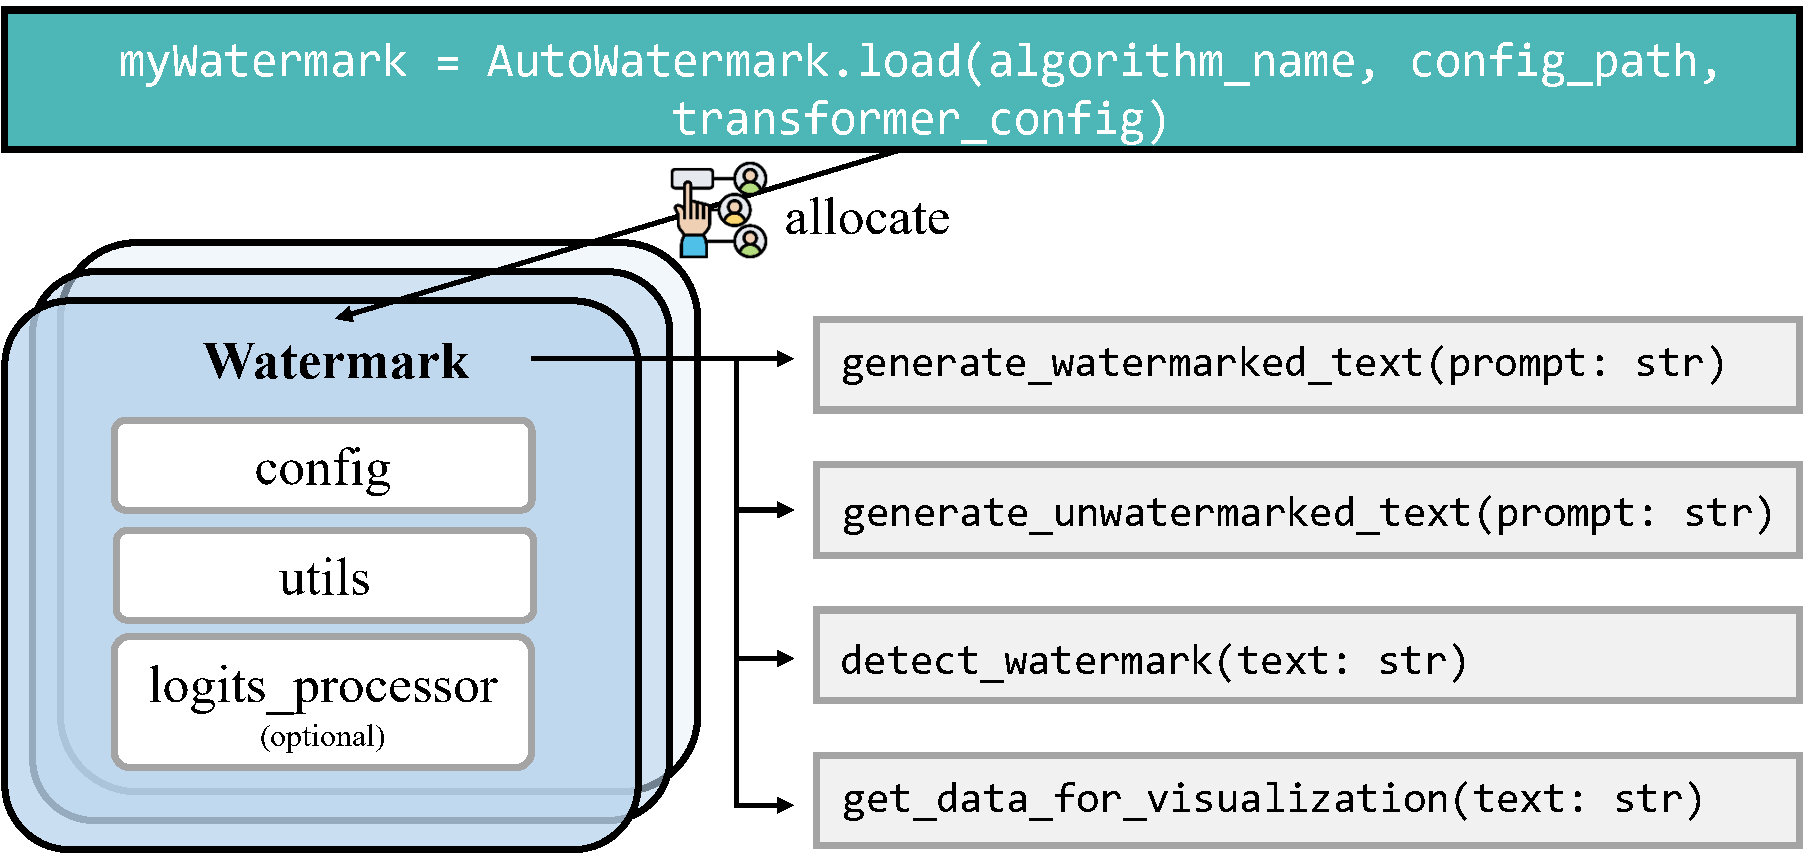 myWatermark = AutoWatermark.load(algorithm_name, config_path,
transformer_config)
allocate
Watermark
config
utils
logits_processor
(optional)
generate_watermarked_text(prompt: str)
generate_unwatermarked_text(prompt: str)
detect_watermark(text: str)
get_data_for_visualization(text: str)